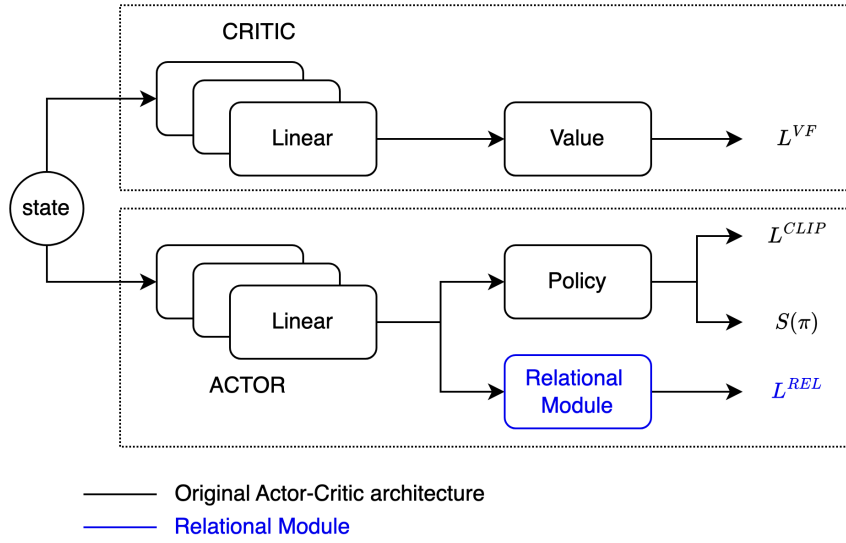 CRITIC
Linear
Value
L^{VF}
state
Linear
Policy
L^{CLIP}
S(π)
ACTOR
Relational
Module
L^{REL}
Original Actor-Critic architecture
Relational Module